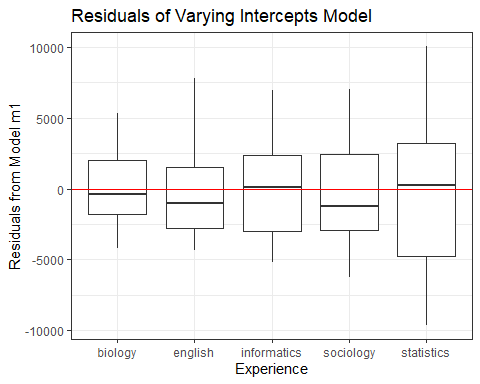 Residuals of Varying Intercepts Model
10000
5000
0
-5000
-10000
Residuals from Model m1
biology english informatics sociology statistics
Experience